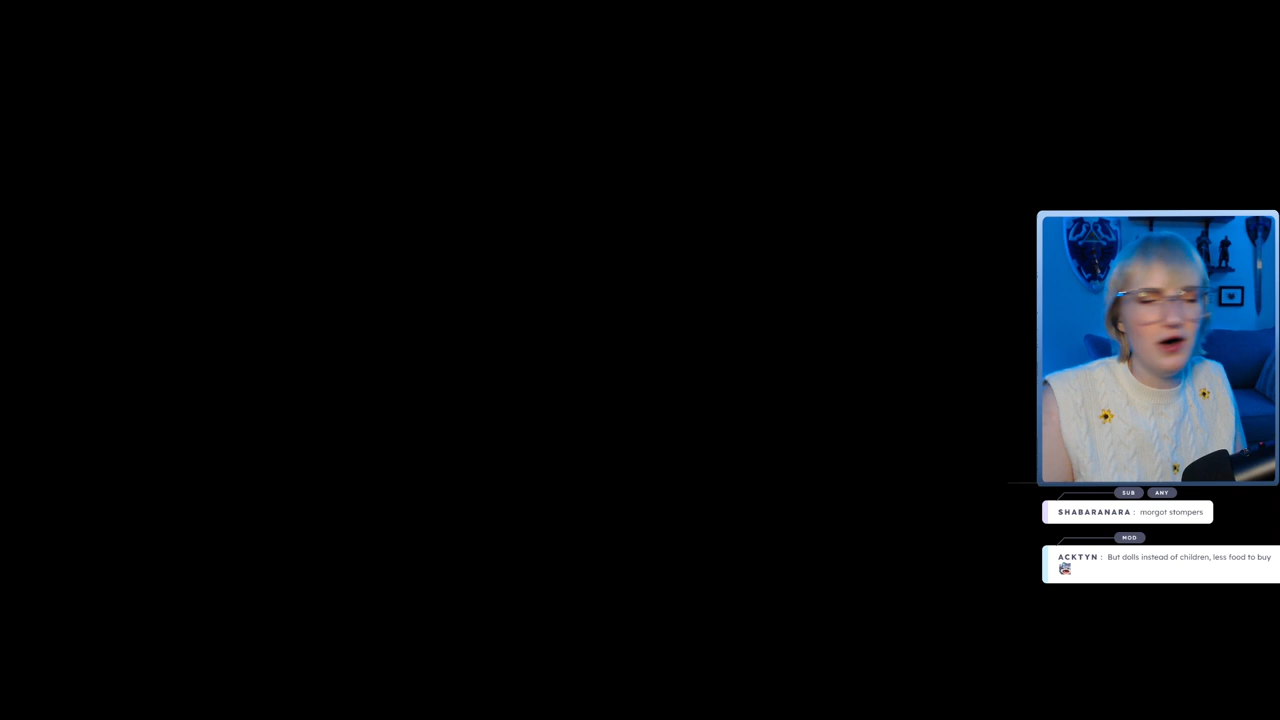 SUB ANY
SHABARANARA : morgot stompers
MOD
ACKTYN : But dolls instead of children, less food to buy